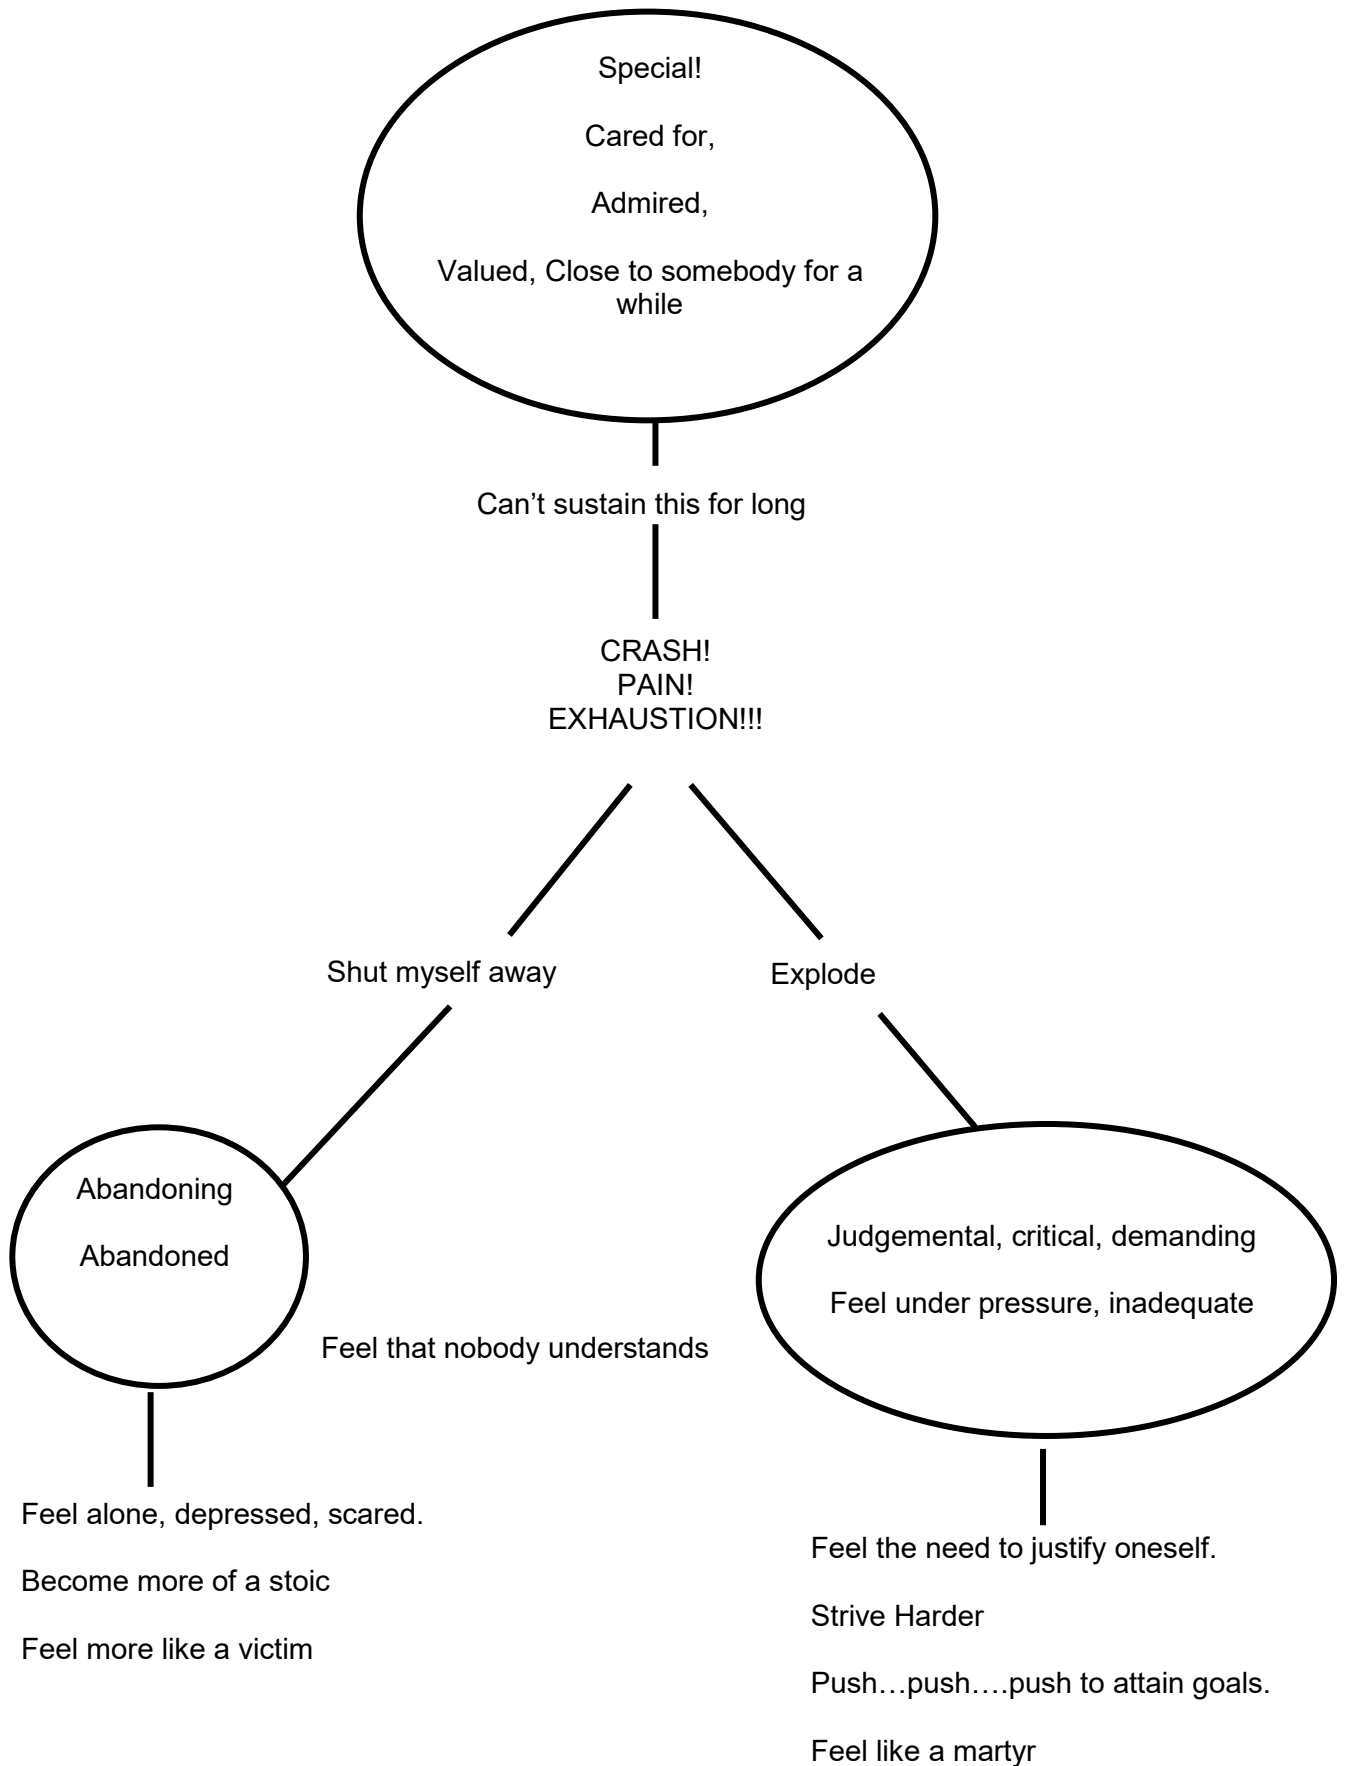 Special!
Cared for,
Admired,
Valued, Close to somebody for a
while
Can’t sustain this for long
CRASH!
PAIN!
EXHAUSTION!!!
Shut myself away
Explode
Abandoning
Abandoned
Judgemental, critical, demanding
Feel under pressure, inadequate
Feel that nobody understands
Feel alone, depressed, scared.
Become more of a stoic
Feel more like a victim
Feel the need to justify oneself.
Strive Harder
Push…push….push to attain goals.
Feel like a martyr